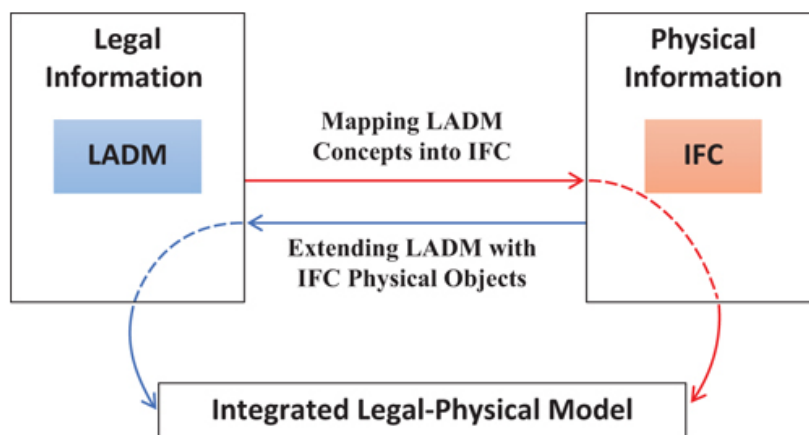 Legal
Information
LADM
Mapping LADM
Concepts into IFC
Extending LADM with
IFC Physical Objects
Physical
Information
IFC
Integrated Legal-Physical Model